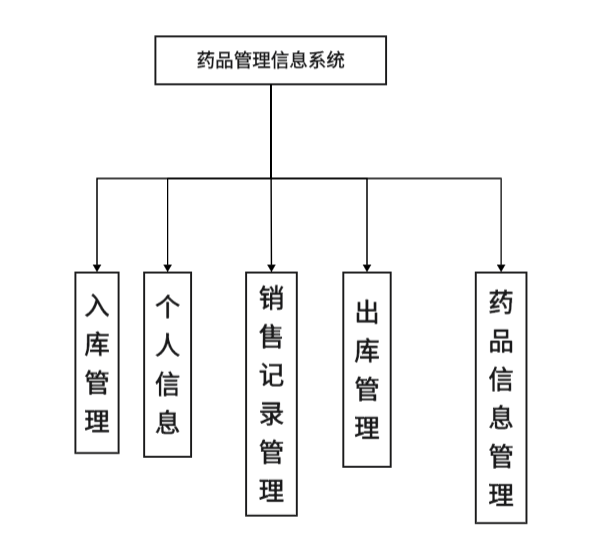 药品管理信息系统
入库管理
个人信息
销售记录管理
出库管理
药品信息管理